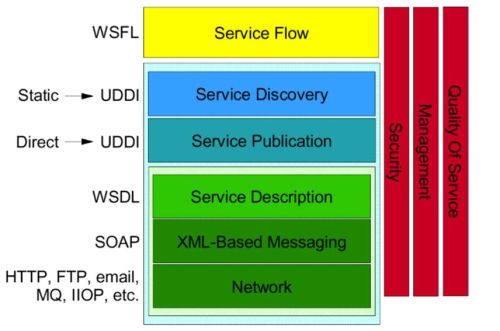 WSFL Service Flow
Static UDDI Service Discovery
Direct UDDI Service Publication
WSDL Service Description
SOAP XML-Based Messaging
HTTP, FTP, email,
MQ, IIOP, etc.
Network
Security
Management
Quality Of Service